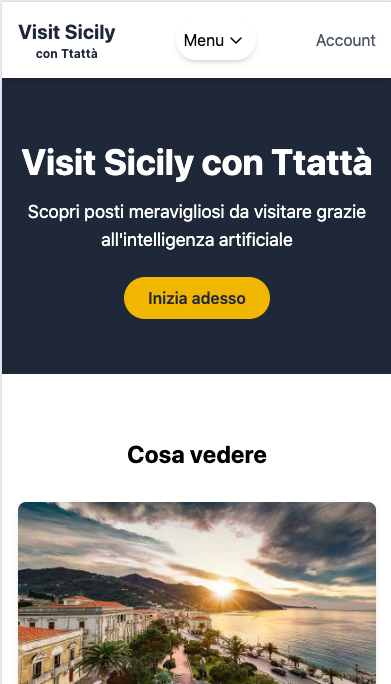 Visit Sicily
con Ttattà
Menu
Account
Visit Sicily con Ttattà
Scopri posti meravigliosi da visitare grazie
all'intelligenza artificiale
Inizia adesso
Cosa vedere